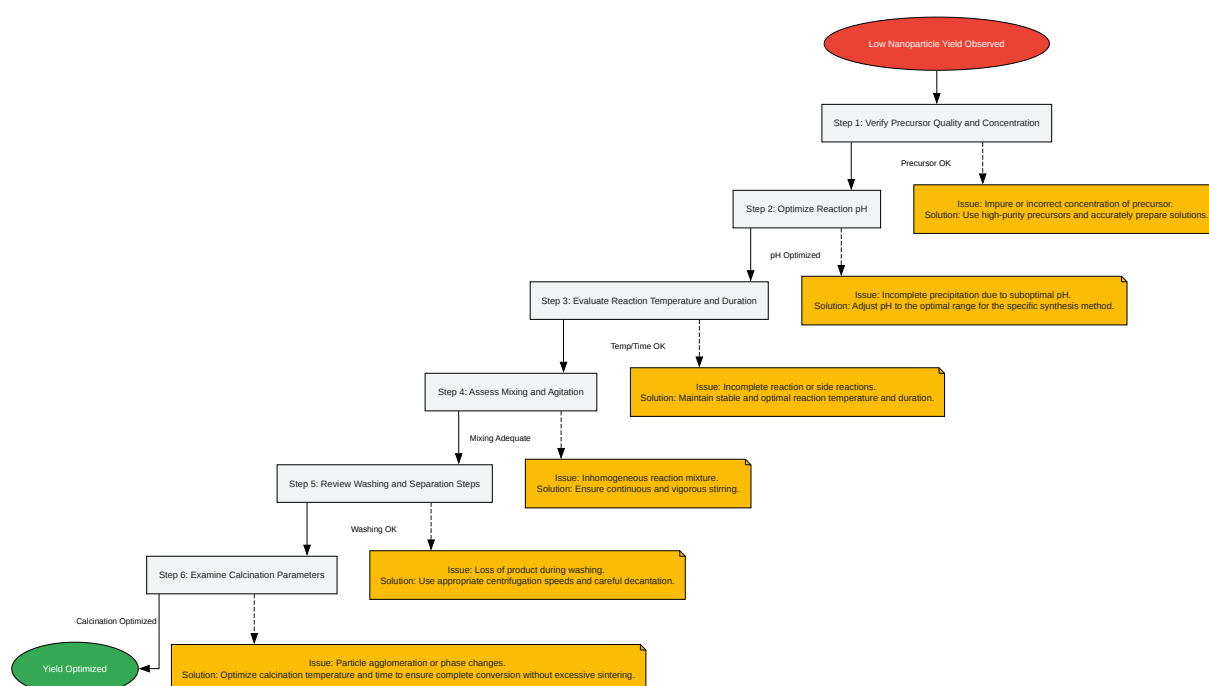 Low Nanoparticle Yield Observed
Step 1: Verify Precursor Quality and Concentration
Precursor OK
Step 2: Optimize Reaction pH
Issue: Impure or incorrect concentration of precursor.
Solution: Use high-purity precursors and accurately prepare solutions.
pH Optimized
Step 3: Evaluate Reaction Temperature and Duration
Issue: Incomplete precipitation due to suboptimal pH.
Solution: Adjust pH to the optimal range for the specific synthesis method.
Temp/Time OK
Step 4: Assess Mixing and Agitation
Issue: Incomplete reaction or side reactions.
Solution: Maintain stable and optimal reaction temperature and duration.
Mixing Adequate
Step 5: Review Washing and Separation Steps
Issue: Inhomogeneous reaction mixture.
Solution: Ensure continuous and vigorous stirring.
Washing OK
Step 6: Examine Calcination Parameters
Issue: Loss of product during washing.
Solution: Use appropriate centrifugation speeds and careful decantation.
Calcination Optimized
Yield Optimized
Issue: Particle agglomeration or phase changes.
Solution: Optimize calcination temperature and time to ensure complete conversion without excessive sintering.